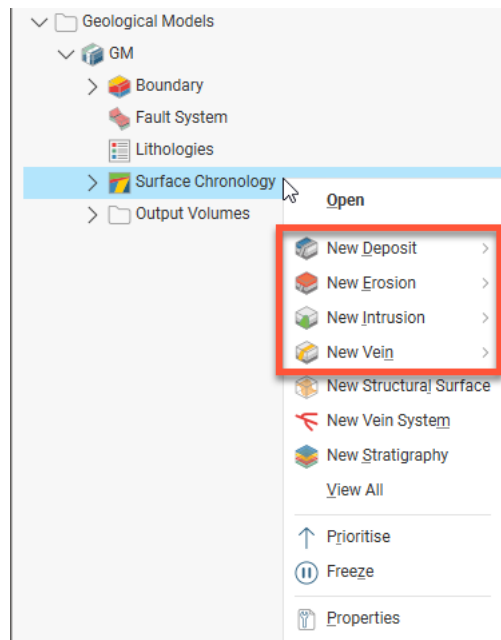 Geological Models
GM
Boundary
Fault System
Lithologies
Surface Chronology
Output Volumes
Open
New Deposit
New Erosion
New Intrusion
New Vein
New Structural Surface
New Vein System
New Stratigraphy
View All
Prioritise
Freeze
Properties